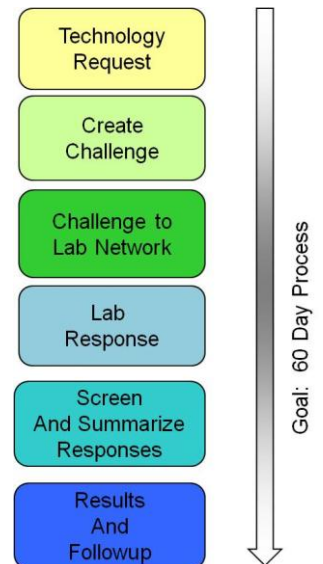 Technology
Request
Create
Challenge
Challenge to
Lab Network
Lab
Response
Screen
And Summarize
Responses
Results
And
Followup
Goal: 60 Day Process